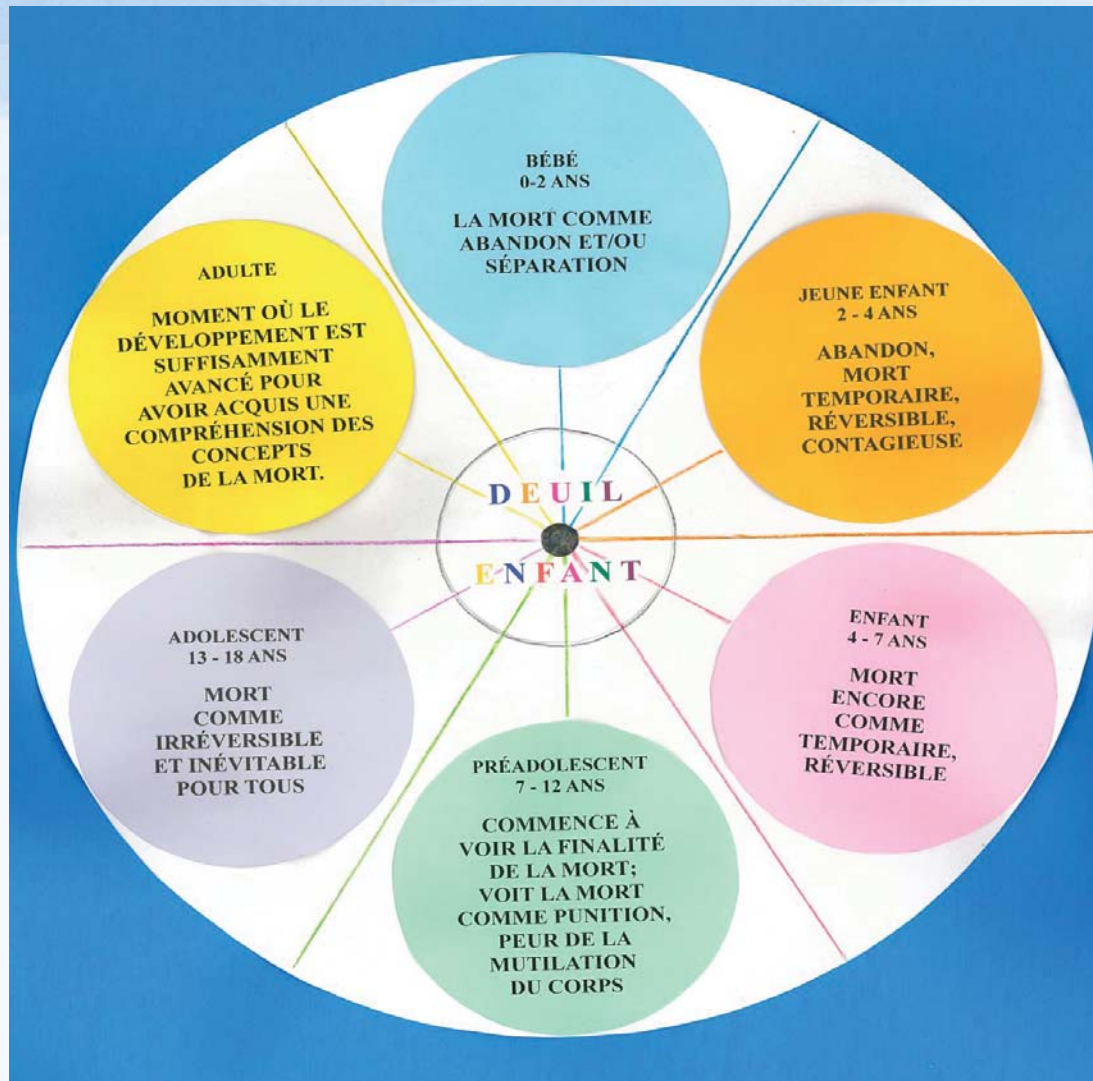 BÉBÉ
0-2 ANS
LA MORT COMME
ABANDON ET/OU
SÉPARATION
JEUNE ENFANT
2 - 4 ANS
ABANDON,
MORT
TEMPORAIRE,
RÉVERSIBLE,
CONTAGIEUSE
ENFANT
4 - 7 ANS
MORT
ENCORE
COMME
TEMPORAIRE,
RÉVERSIBLE
PRÉADOLESCENT
7 - 12 ANS
COMMENCE À
VOIR LA FINALITÉ
DE LA MORT;
VOIT LA MORT
COMME PUNITION,
PEUR DE LA
MUTILATION
DU CORPS
ADOLESCENT
13 - 18 ANS
MORT
COMME
IRRÉVERSIBLE
ET INÉVITABLE
POUR TOUS
ADULTE
MOMENT OÙ LE
DÉVELOPPEMENT EST
SUFFISAMMENT
AVANCÉ POUR
AVOIR ACQUIS UNE
COMPRÉHENSION DES
CONCEPTS
DE LA MORT.
DEUIL
ENFANT